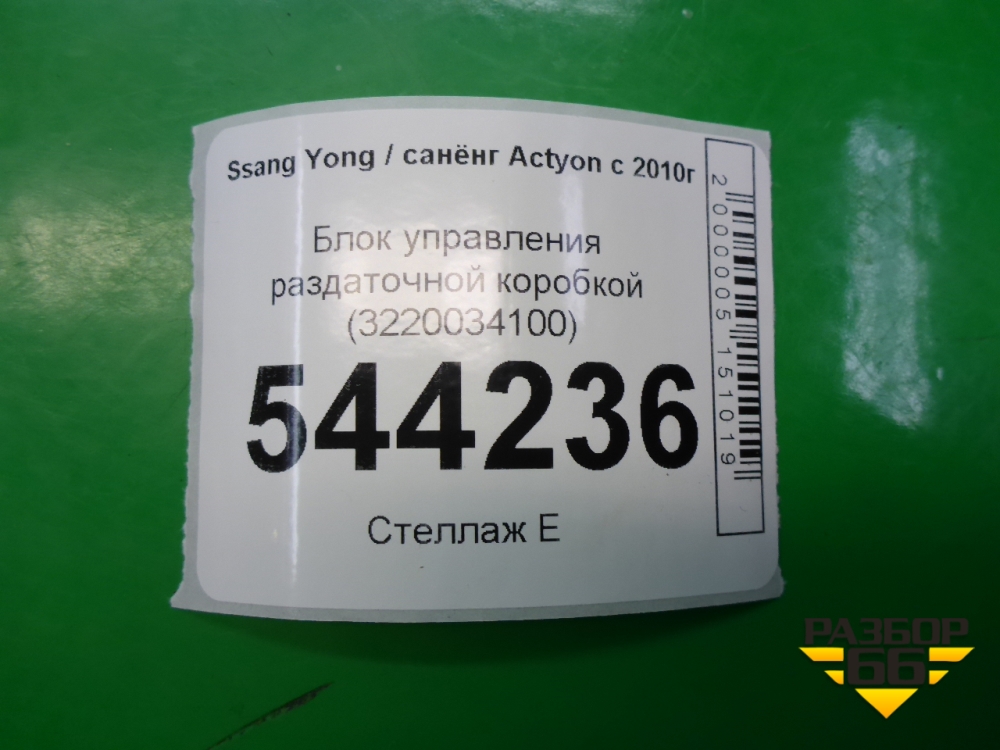 Ssang Yong / санёнг Actyon с 2010г
Блок управления
раздаточной коробкой
(3220034100)
544236
Стеллаж Е
2000005151019
РАЗБОР
66